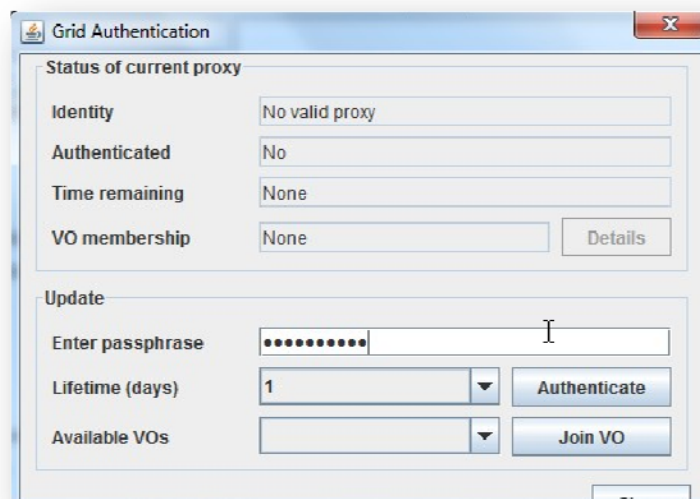 Grid Authentication
Status of current proxy
Identity No valid proxy
Authenticated No
Time remaining None
VO membership None Details
Update
Enter passphrase ••••••••••
Lifetime (days) 1 Authenticate
Available VOs Join VO